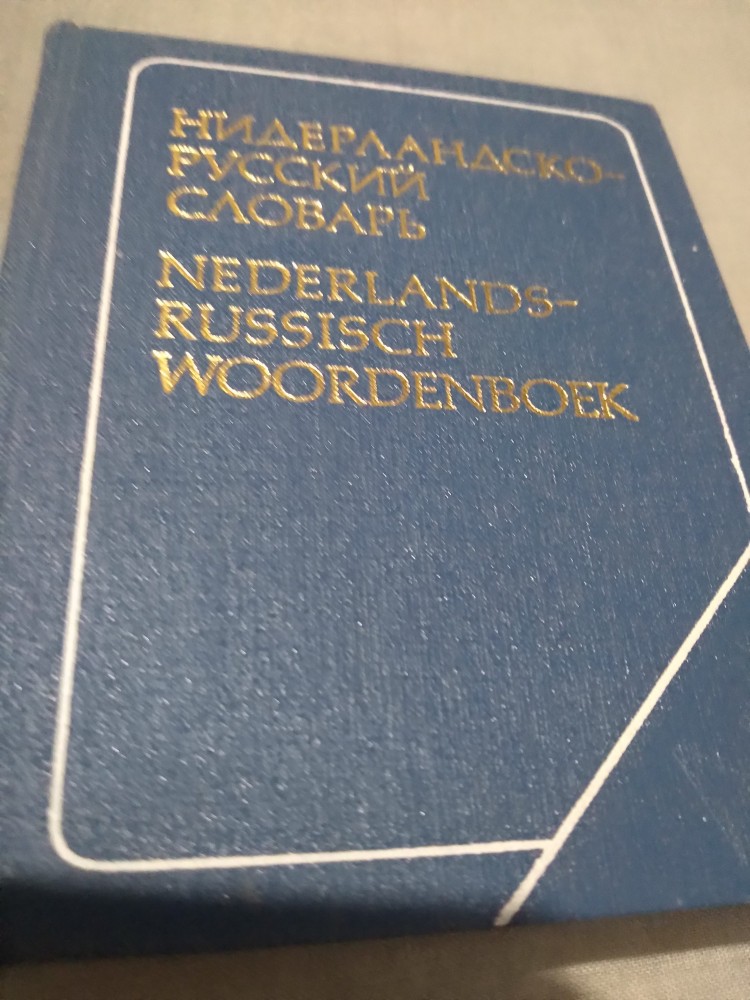 НИДЕРЛАНДСКО-
РУССКИЙ
СЛОВАРЬ
NEDERLANDS-
RUSSISCH
WOORDENBOEK